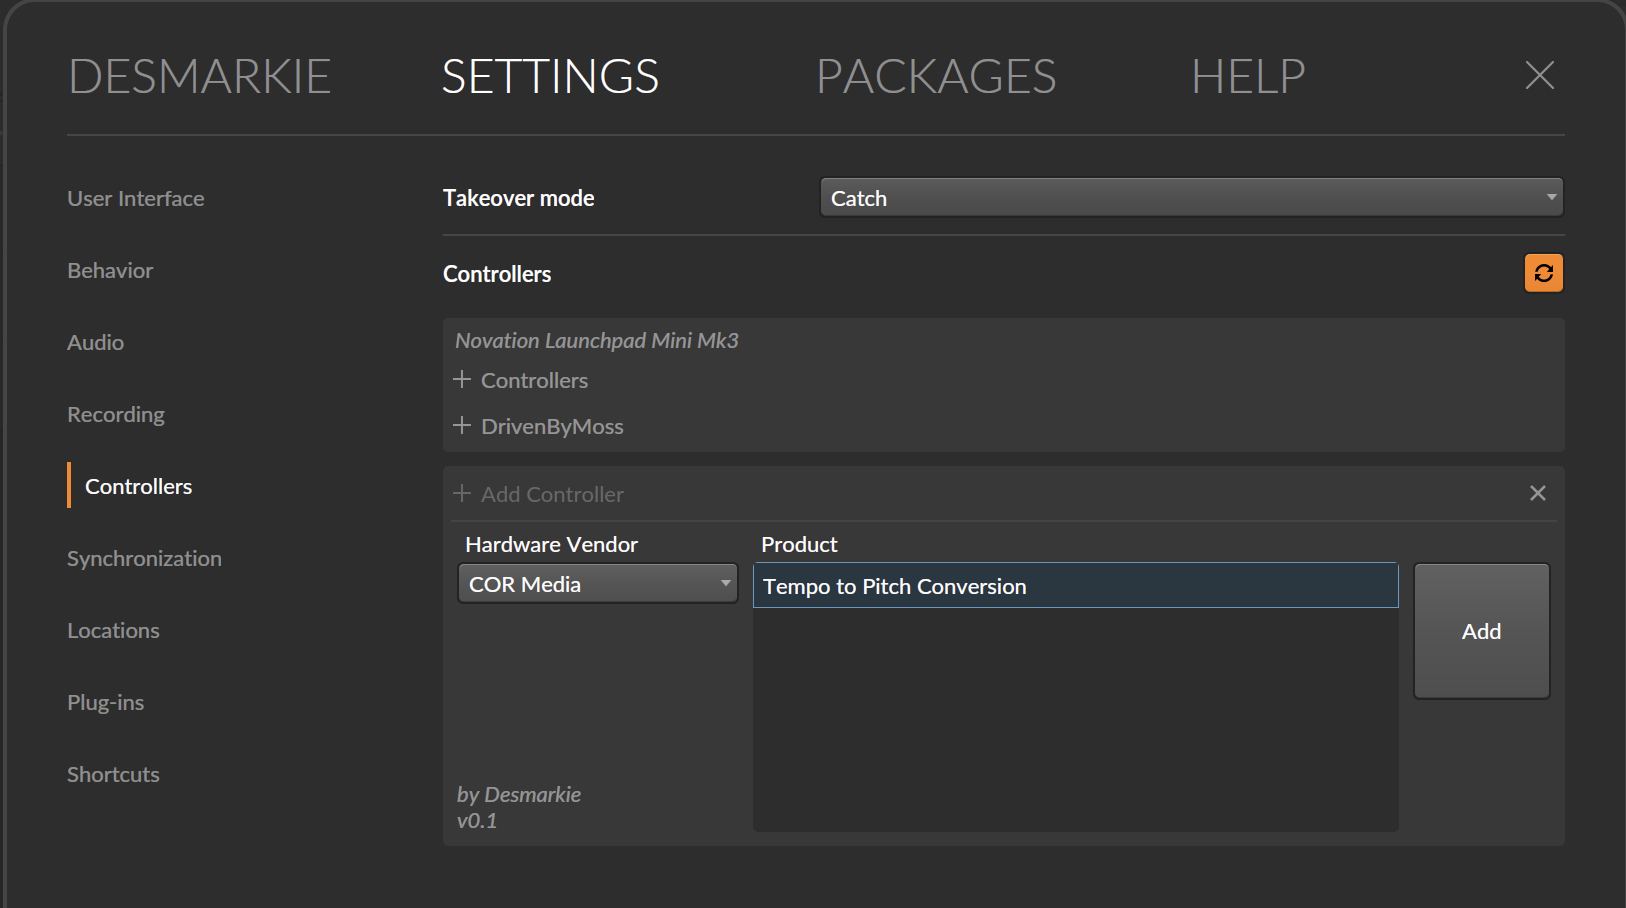 DESMARKIE SETTINGS PACKAGES HELP
User Interface
Behavior
Audio
Recording
Controllers
Synchronization
Locations
Plug-ins
Shortcuts
Takeover mode Catch
Controllers
Novation Launchpad Mini Mk3
Controllers
DrivenByMoss
Add Controller
Hardware Vendor Product
COR Media Tempo to Pitch Conversion
Add
by Desmarkie
v0.1